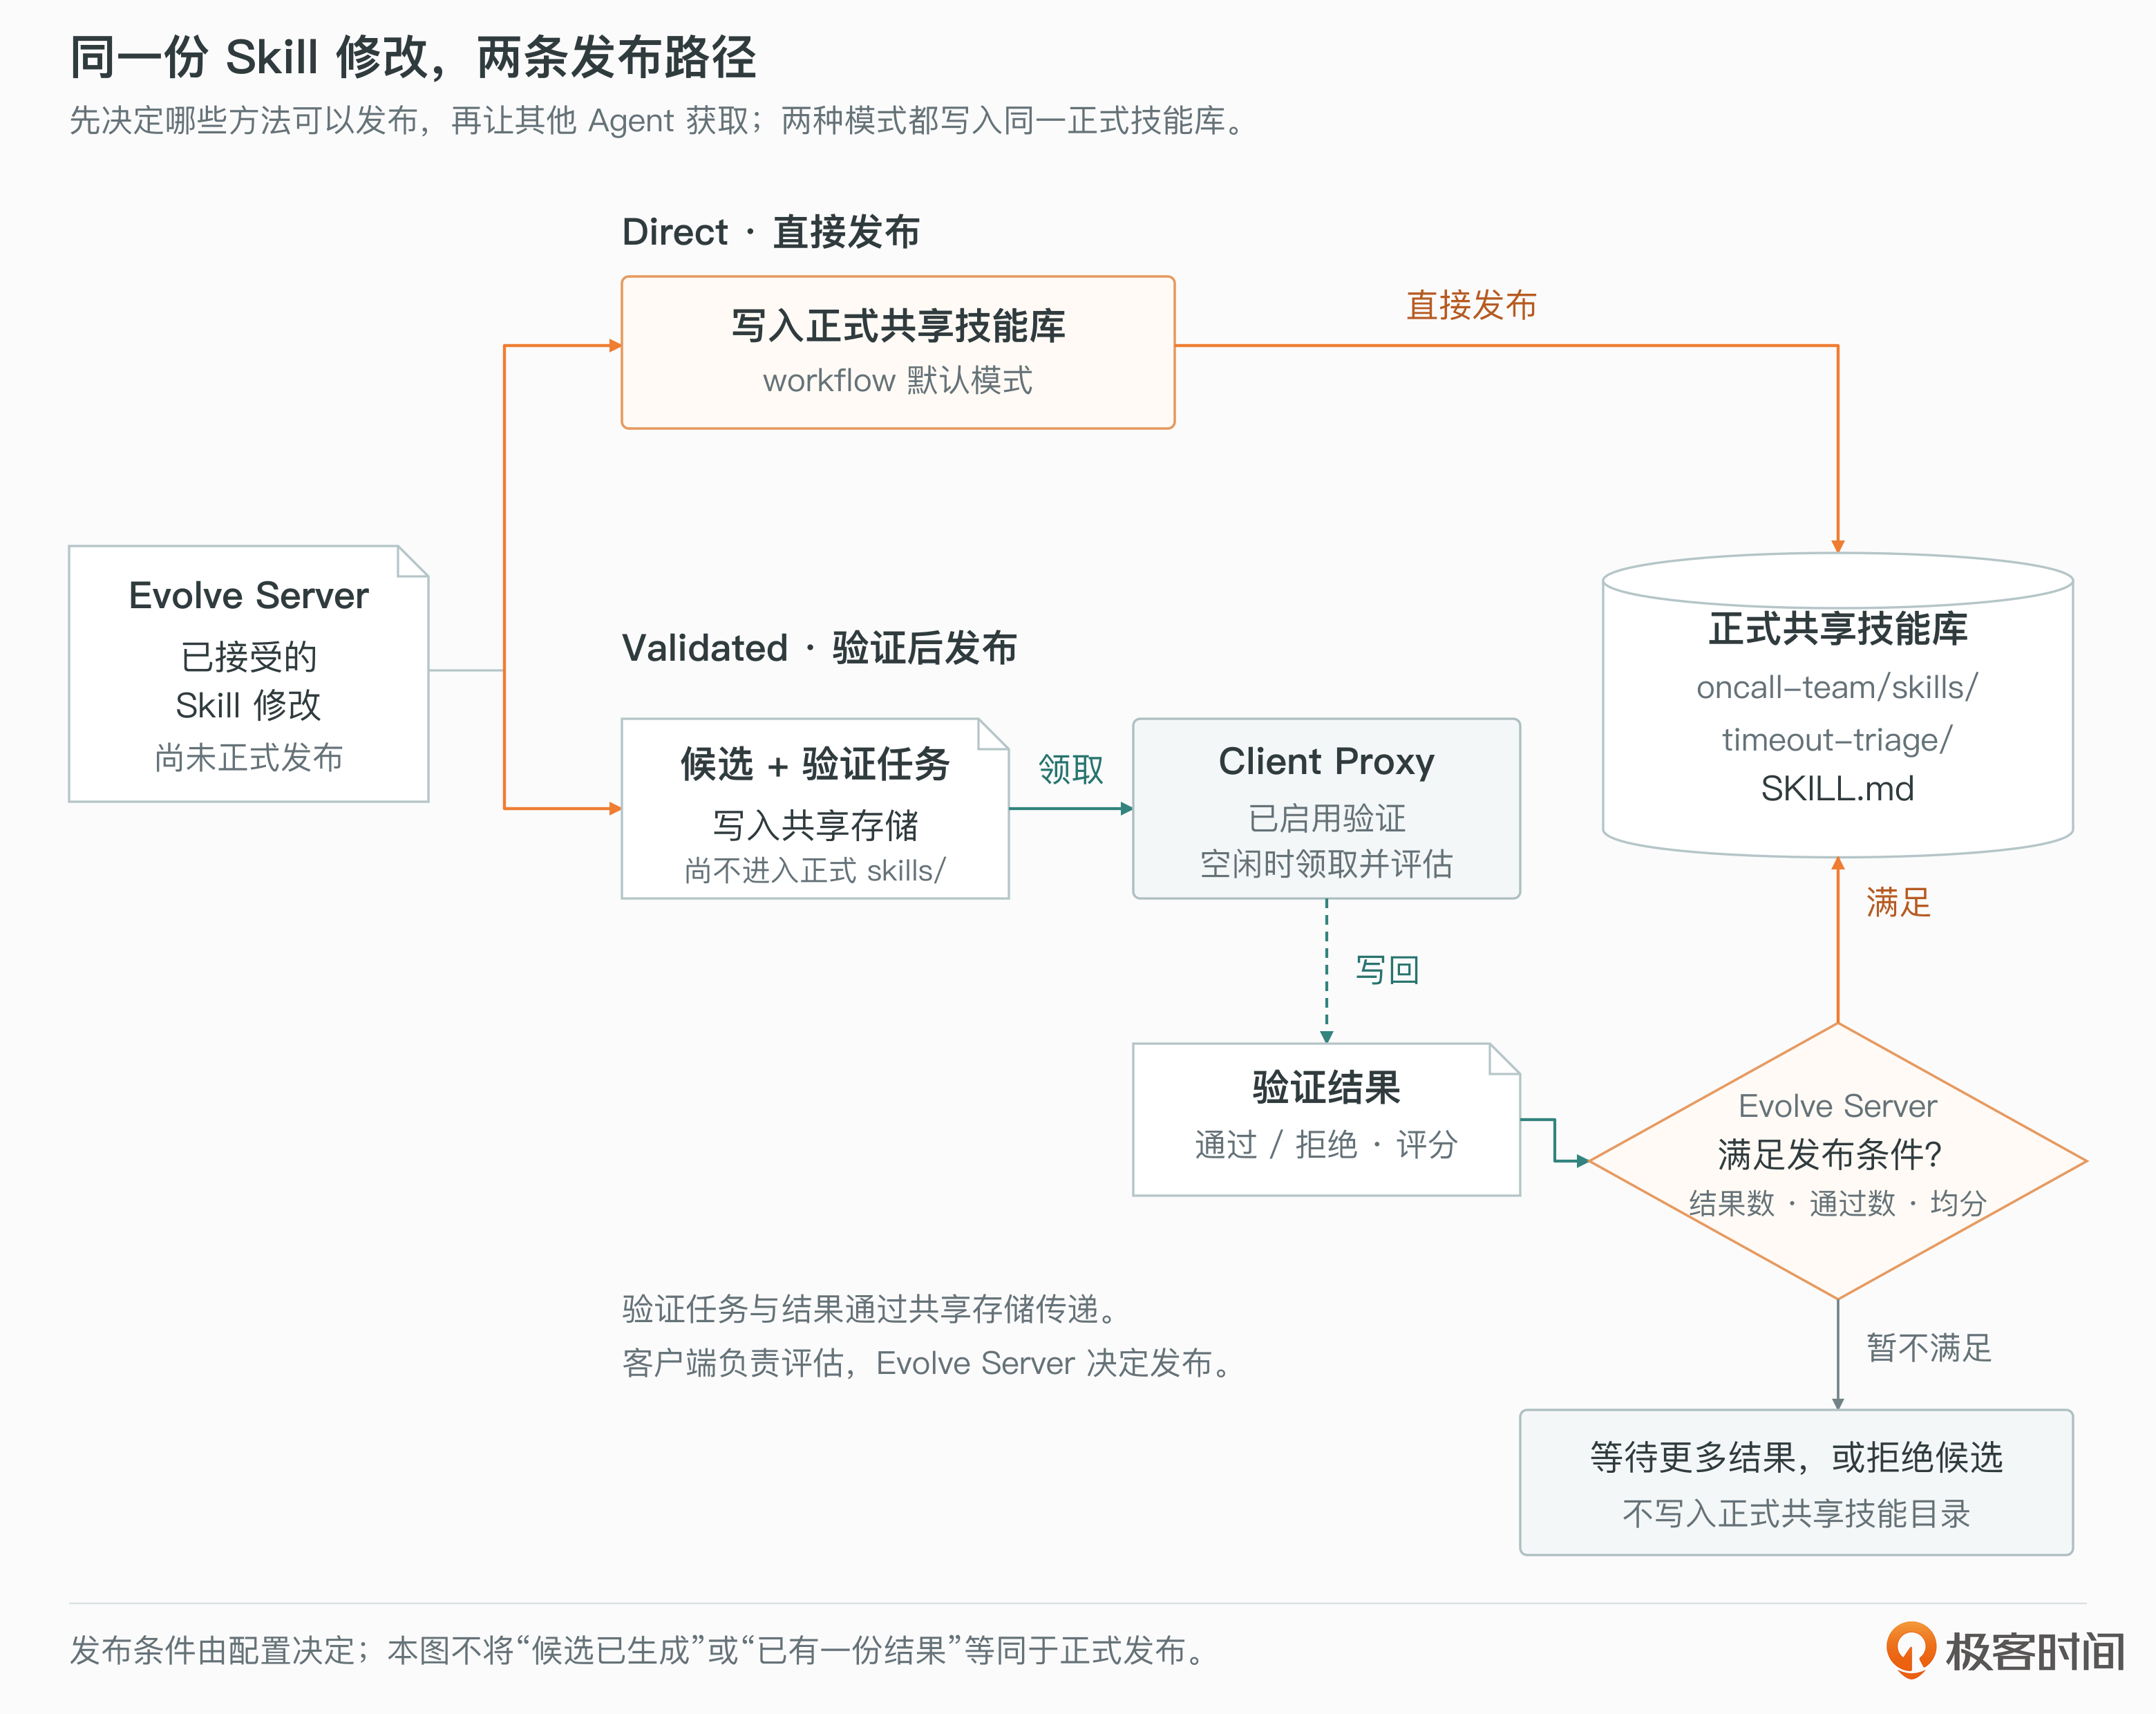 同一份 Skill 修改，两条发布路径
先决定哪些方法可以发布，再让其他 Agent 获取；两种模式都写入同一正式技能库。
Direct · 直接发布
写入正式共享技能库
workflow 默认模式
直接发布
Evolve Server
已接受的
Skill 修改
尚未正式发布
Validated · 验证后发布
候选 + 验证任务
写入共享存储
尚不进入正式 skills/
领取
Client Proxy
已启用验证
空闲时领取并评估
正式共享技能库
oncall-team/skills/
timeout-triage/
SKILL.md
写回
满足
验证结果
通过 / 拒绝 · 评分
Evolve Server
满足发布条件？
结果数 · 通过数 · 均分
验证任务与结果通过共享存储传递。
客户端负责评估，Evolve Server 决定发布。
暂不满足
等待更多结果，或拒绝候选
不写入正式共享技能目录
发布条件由配置决定；本图不将“候选已生成”或“已有一份结果”等同于正式发布。
极客时间